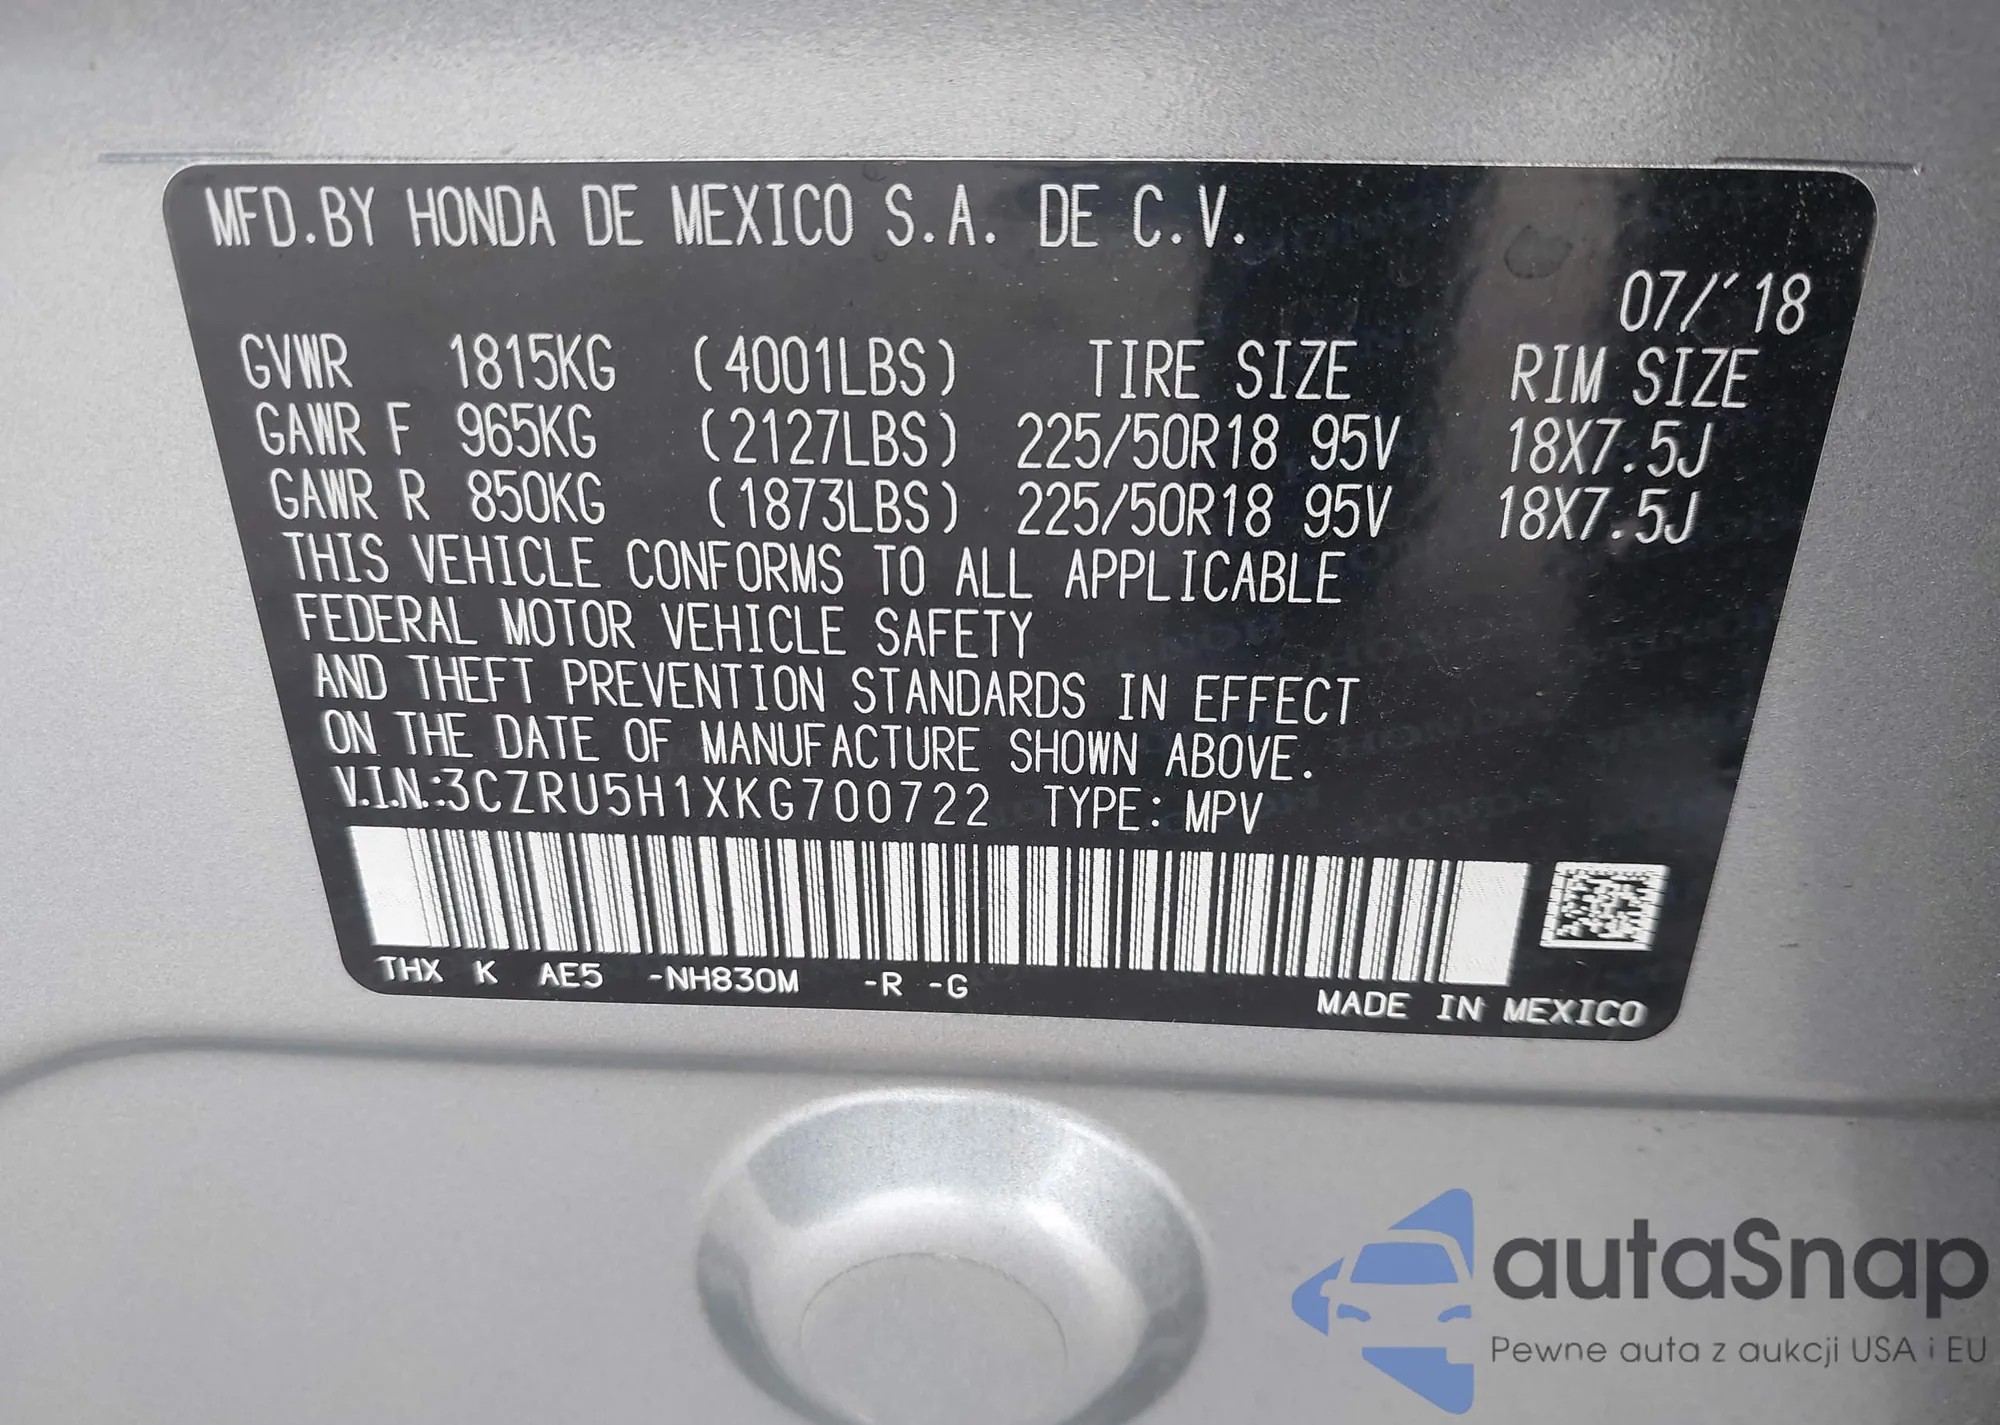 MFD.BY HONDA DE MEXICO S.A. DE C.V.
07/'18
GVWR 1815KG (4001LBS) TIRE SIZE RIM SIZE
GAWR F 965KG (2127LBS) 225/50R18 95V 18X7.5J
GAWR R 850KG (1873LBS) 225/50R18 95V 18X7.5J
THIS VEHICLE CONFORMS TO ALL APPLICABLE
FEDERAL MOTOR VEHICLE SAFETY
AND THEFT PREVENTION STANDARDS IN EFFECT
ON THE DATE OF MANUFACTURE SHOWN ABOVE.
V.I.N.:3CZRU5H1XKG700722 TYPE: MPV
THX K AE5 -NH830M -R -G
MADE IN MEXICO
autaSnap
Pewne auta z aukcji USA i EU